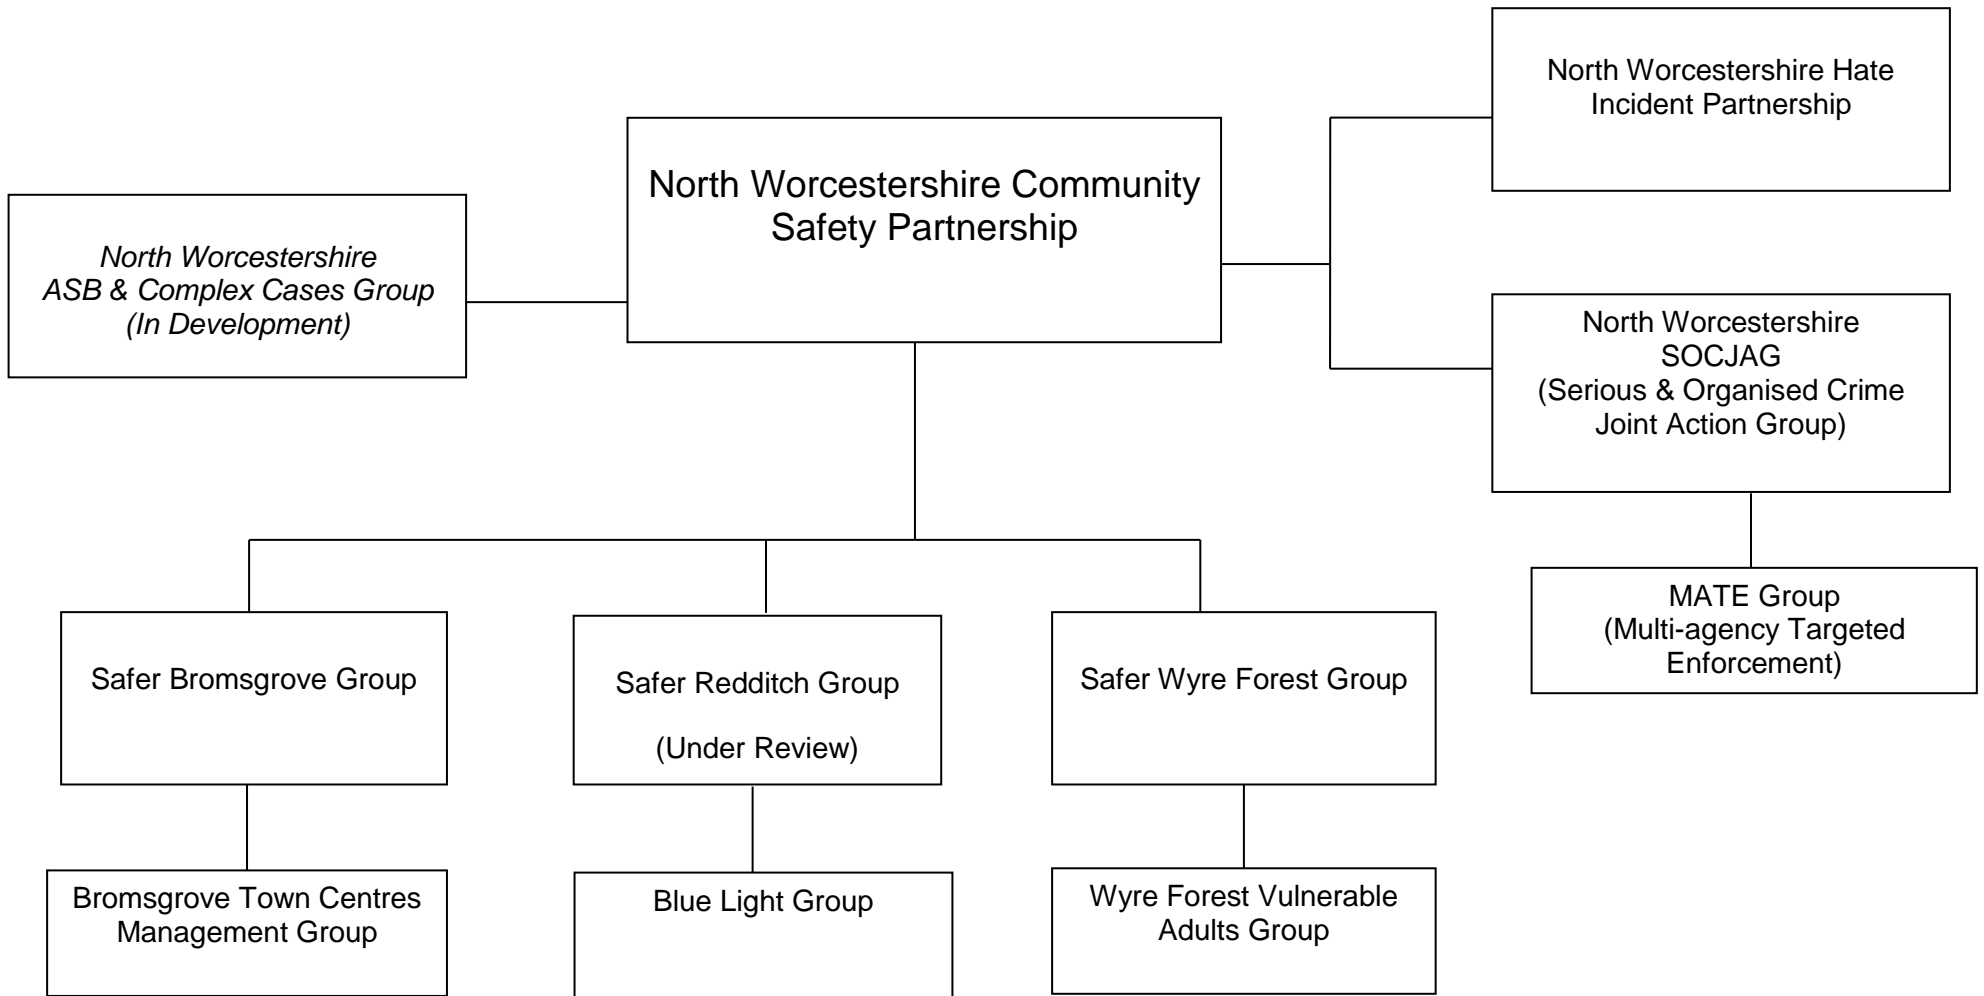 North Worcestershire Hate
Incident Partnership
North Worcestershire Community
Safety Partnership
North Worcestershire
ASB & Complex Cases Group
(In Development)
North Worcestershire
SOCJAG
(Serious & Organised Crime
Joint Action Group)
MATE Group
(Multi-agency Targeted
Enforcement)
Safer Bromsgrove Group
Safer Redditch Group
(Under Review)
Safer Wyre Forest Group
Bromsgrove Town Centres
Management Group
Blue Light Group
Wyre Forest Vulnerable
Adults Group